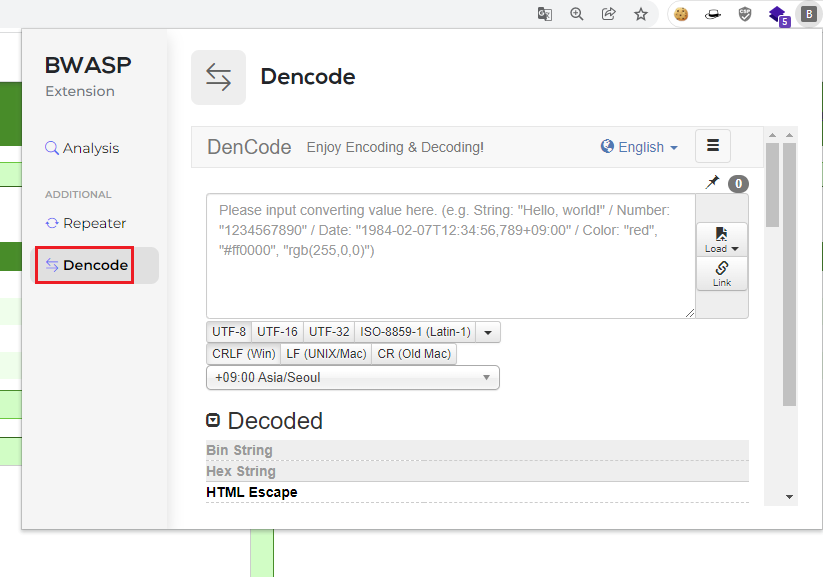 CSP
5
B
BWASP
Extension
Analysis
ADDITIONAL
Repeater
Dencode
Dencode
DenCode Enjoy Encoding & Decoding! English
0
Please input converting value here. (e.g. String: "Hello, world!" / Number:
"1234567890" / Date: "1984-02-07T12:34:56,789+09:00" / Color: "red",
"#ff0000", "rgb(255,0,0)")
Load
Link
UTF-8 UTF-16 UTF-32 ISO-8859-1 (Latin-1)
CRLF (Win) LF (UNIX/Mac) CR (Old Mac)
+09:00 Asia/Seoul
Decoded
Bin String
Hex String
HTML Escape